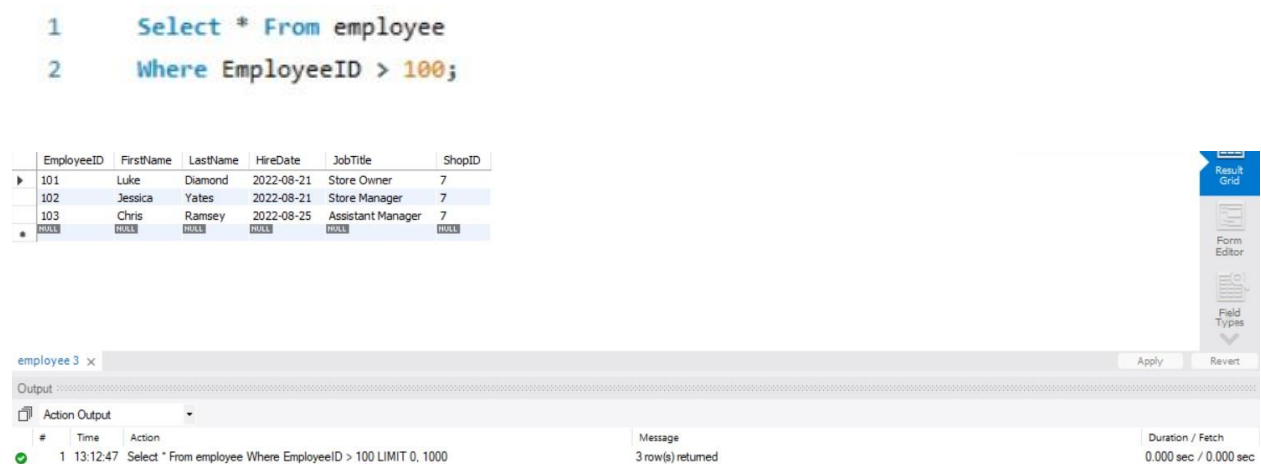 1 Select * From employee
2 Where EmployeeID > 100;
EmployeeID FirstName LastName HireDate JobTitle ShopID
101 Luke Diamond 2022-08-21 Store Owner 7
102 Jessica Yates 2022-08-21 Store Manager 7
103 Chris Ramsey 2022-08-25 Assistant Manager 7
NULL NULL NULL NULL NULL NULL
Result
Grid
Form
Editor
Field
Types
employee 3 Apply Revert
Output
Action Output
# Time Action Message Duration / Fetch
1 13:12:47 Select * From employee Where EmployeeID > 100 LIMIT 0, 1000 3 row(s) returned 0.000 sec / 0.000 sec